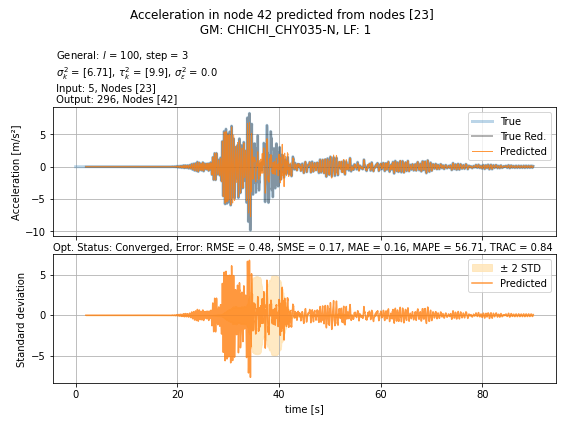 Acceleration in node 42 predicted from nodes [23]
GM: CHICHI_CHY035-N, LF: 1
General: l = 100, step = 3
σ²ₖ = [6.71], τ²ₖ = [9.9], σ²ε = 0.0
Input: 5, Nodes [23]
Output: 296, Nodes [42]
Acceleration [m/s²]
5
0
−5
−10
True
True Red.
Predicted
Opt. Status: Converged, Error: RMSE = 0.48, SMSE = 0.17, MAE = 0.16, MAPE = 56.71, TRAC = 0.84
Standard deviation
5
0
−5
± 2 STD
Predicted
0 20 40 60 80
time [s]